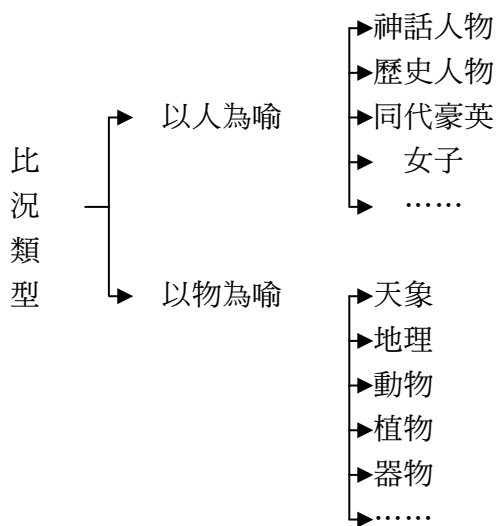 比況類型
以人為喻
神話人物
歷史人物
同代豪英
女子
……
以物為喻
天象
地理
動物
植物
器物
……